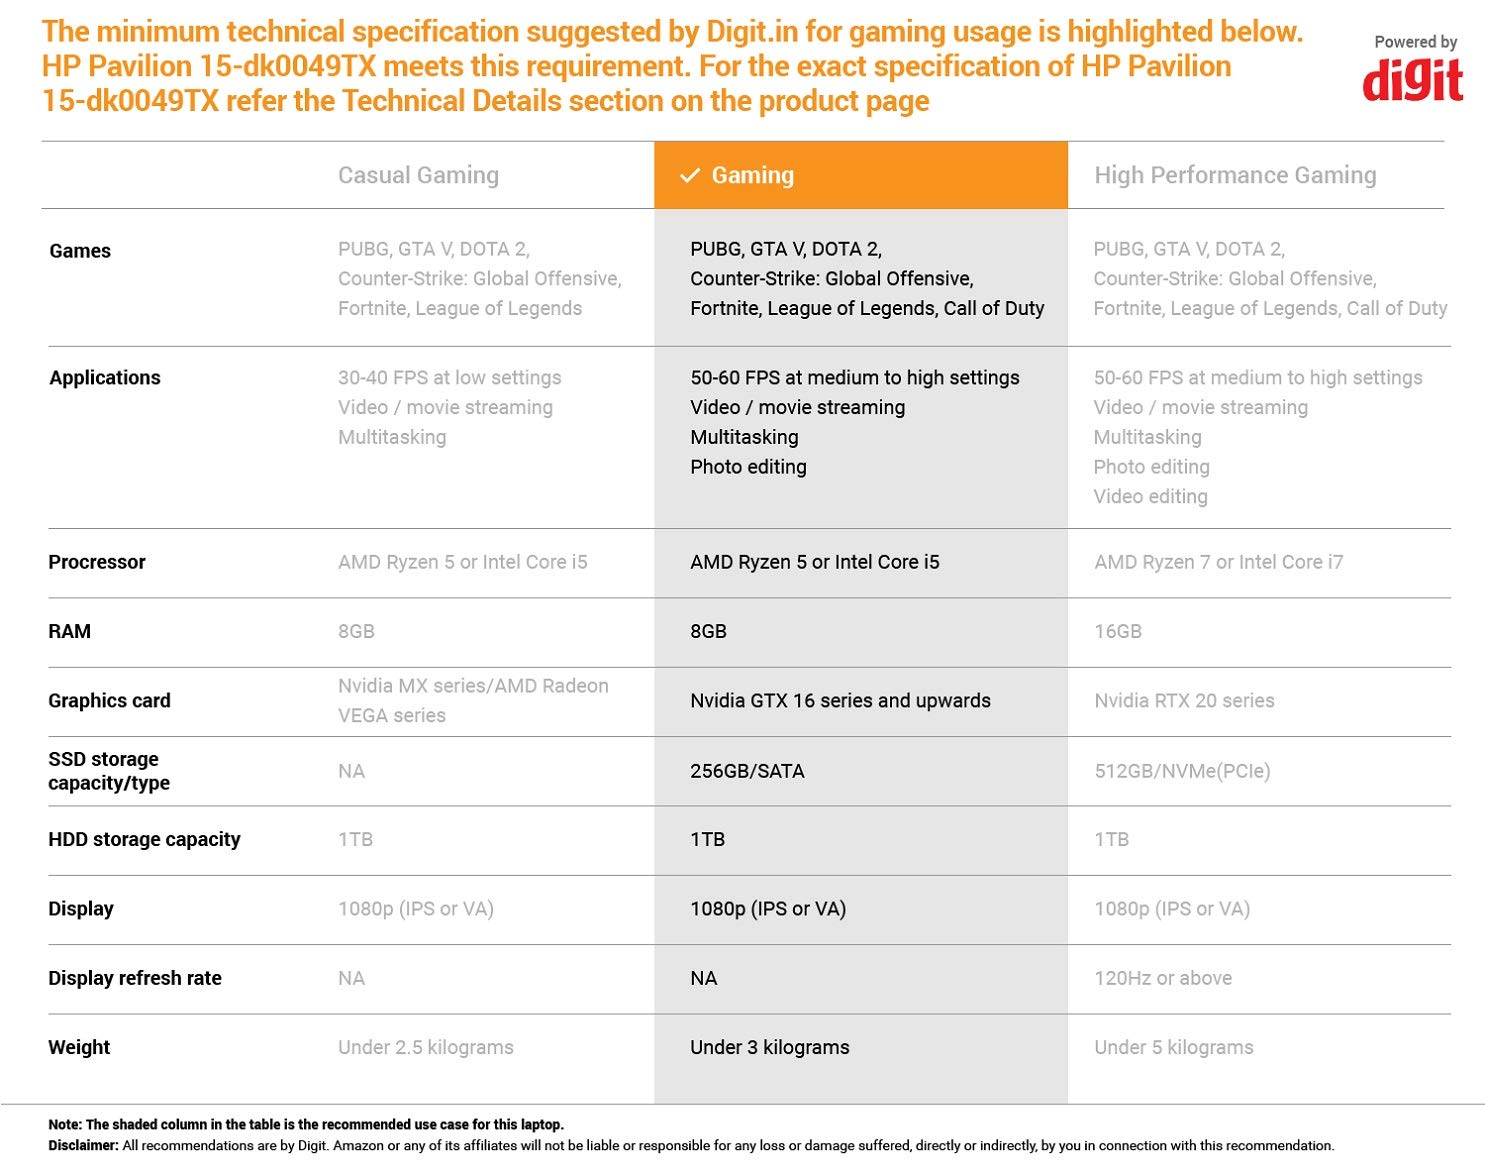 The minimum technical specification suggested by Digit.in for gaming usage is highlighted below.
HP Pavilion 15-dk0049TX meets this requirement. For the exact specification of HP Pavilion
15-dk0049TX refer the Technical Details section on the product page
Powered by
digit
Casual Gaming
Gaming
High Performance Gaming
Games
PUBG, GTA V, DOTA 2,
Counter-Strike: Global Offensive,
Fortnite, League of Legends
PUBG, GTA V, DOTA 2,
Counter-Strike: Global Offensive,
Fortnite, League of Legends, Call of Duty
PUBG, GTA V, DOTA 2,
Counter-Strike: Global Offensive,
Fortnite, League of Legends, Call of Duty
Applications
30-40 FPS at low settings
Video / movie streaming
Multitasking
50-60 FPS at medium to high settings
Video / movie streaming
Multitasking
Photo editing
50-60 FPS at medium to high settings
Video / movie streaming
Multitasking
Photo editing
Video editing
Procressor
AMD Ryzen 5 or Intel Core i5
AMD Ryzen 5 or Intel Core i5
AMD Ryzen 7 or Intel Core i7
RAM
8GB
8GB
16GB
Graphics card
Nvidia MX series/AMD Radeon
VEGA series
Nvidia GTX 16 series and upwards
Nvidia RTX 20 series
SSD storage
capacity/type
NA
256GB/SATA
512GB/NVMe(PCIe)
HDD storage capacity
1TB
1TB
1TB
Display
1080p (IPS or VA)
1080p (IPS or VA)
1080p (IPS or VA)
Display refresh rate
NA
NA
120Hz or above
Weight
Under 2.5 kilograms
Under 3 kilograms
Under 5 kilograms
Note: The shaded column in the table is the recommended use case for this laptop.
Disclaimer: All recommendations are by Digit. Amazon or any of its affiliates will not be liable or responsible for any loss or damage suffered, directly or indirectly, by you in connection with this recommendation.